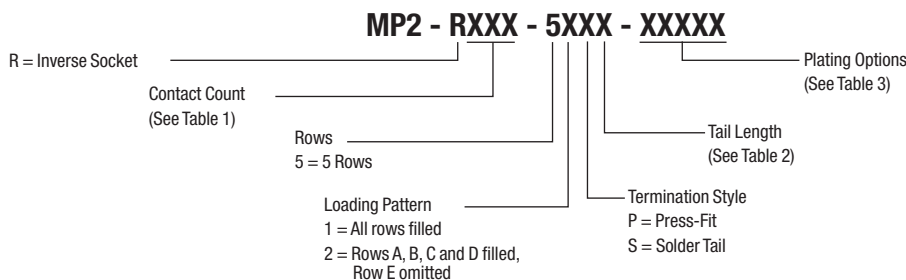 MP2 - RXXX - 5XXX - XXXXX
R = Inverse Socket
Plating Options
(See Table 3)
Contact Count
(See Table 1)
Rows
5 = 5 Rows
Tail Length
(See Table 2)
Loading Pattern
1 = All rows filled
2 = Rows A, B, C and D filled,
Row E omitted
Termination Style
P = Press-Fit
S = Solder Tail